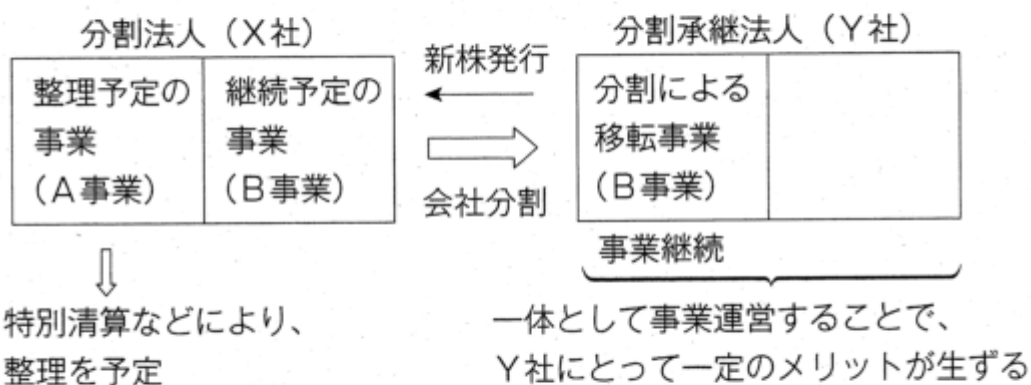 分割法人（X社）
整理予定の
事業
（A事業）
継続予定の
事業
（B事業）
新株発行
会社分割
分割承継法人（Y社）
分割による
移転事業
（B事業）
事業継続
特別清算などにより、
整理を予定
一体として事業運営することで、
Y社にとって一定のメリットが生ずる